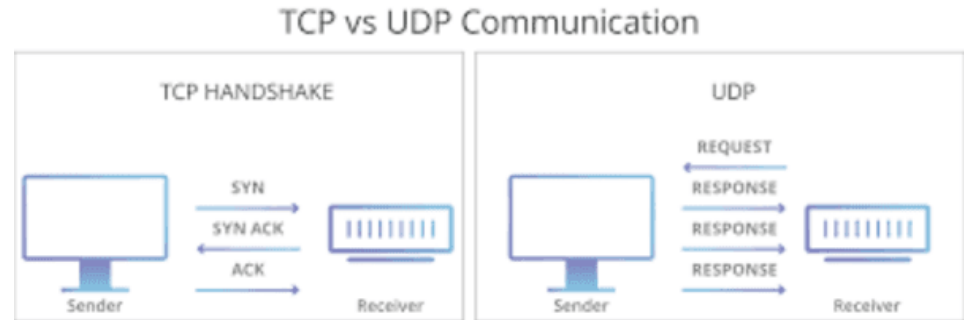 TCP vs UDP Communication
TCP HANDSHAKE
SYN
SYN ACK
ACK
Sender
Receiver
UDP
REQUEST
RESPONSE
RESPONSE
RESPONSE
Sender
Receiver